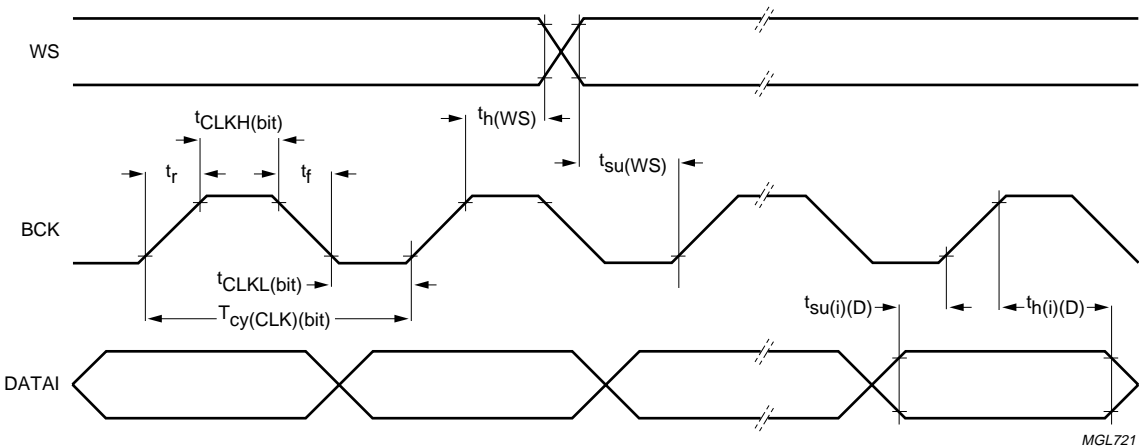 WS
th(WS)
tCLKH(bit)
tsu(WS)
tr
tf
BCK
tCLKL(bit)
tsu(i)(D)
th(i)(D)
Tcy(CLK)(bit)
DATAI
MGL721